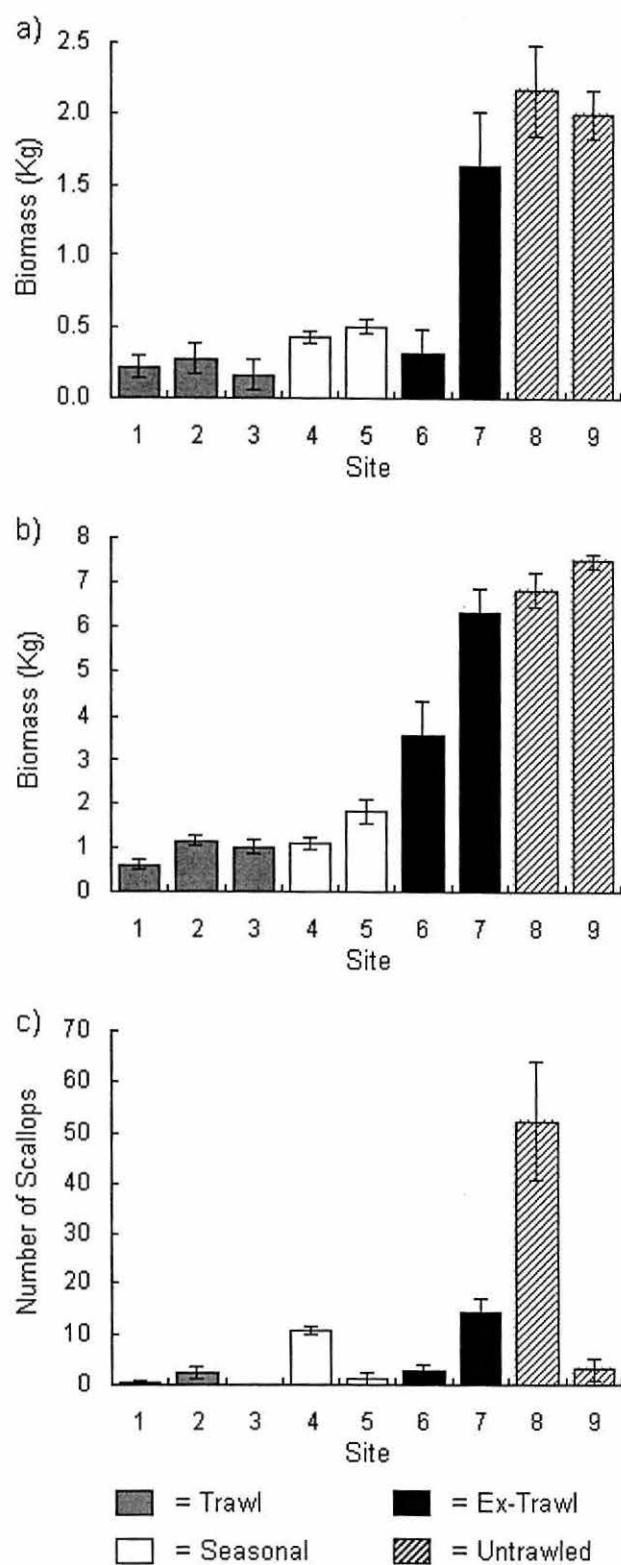 a)
2.5
2.0
1.5
1.0
0.5
0.0
Biomass (Kg)
1 2 3 4 5 6 7 8 9
Site
b)
8
7
6
5
4
3
2
1
0
Biomass (Kg)
1 2 3 4 5 6 7 8 9
Site
c)
70
60
50
40
30
20
10
0
Number of Scallops
1 2 3 4 5 6 7 8 9
Site
= Trawl = Ex-Trawl
= Seasonal = Untrawled